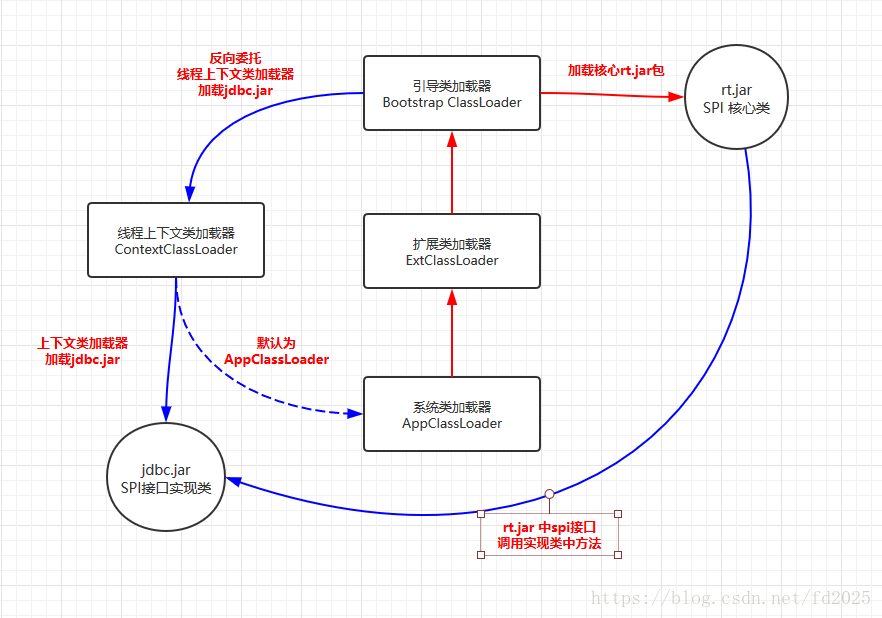 反向委托
线程上下文类加载器
加载jdbc.jar
引导类加载器
Bootstrap ClassLoader
加载核心rt.jar包
rt.jar
SPI 核心类
线程上下文类加载器
ContextClassLoader
扩展类加载器
ExtClassLoader
上下文类加载器
加载jdbc.jar
默认为
AppClassLoader
系统类加载器
AppClassLoader
jdbc.jar
SPI接口实现类
rt.jar 中spi接口
调用实现类中方法
https://blog.csdn.net/fd2025